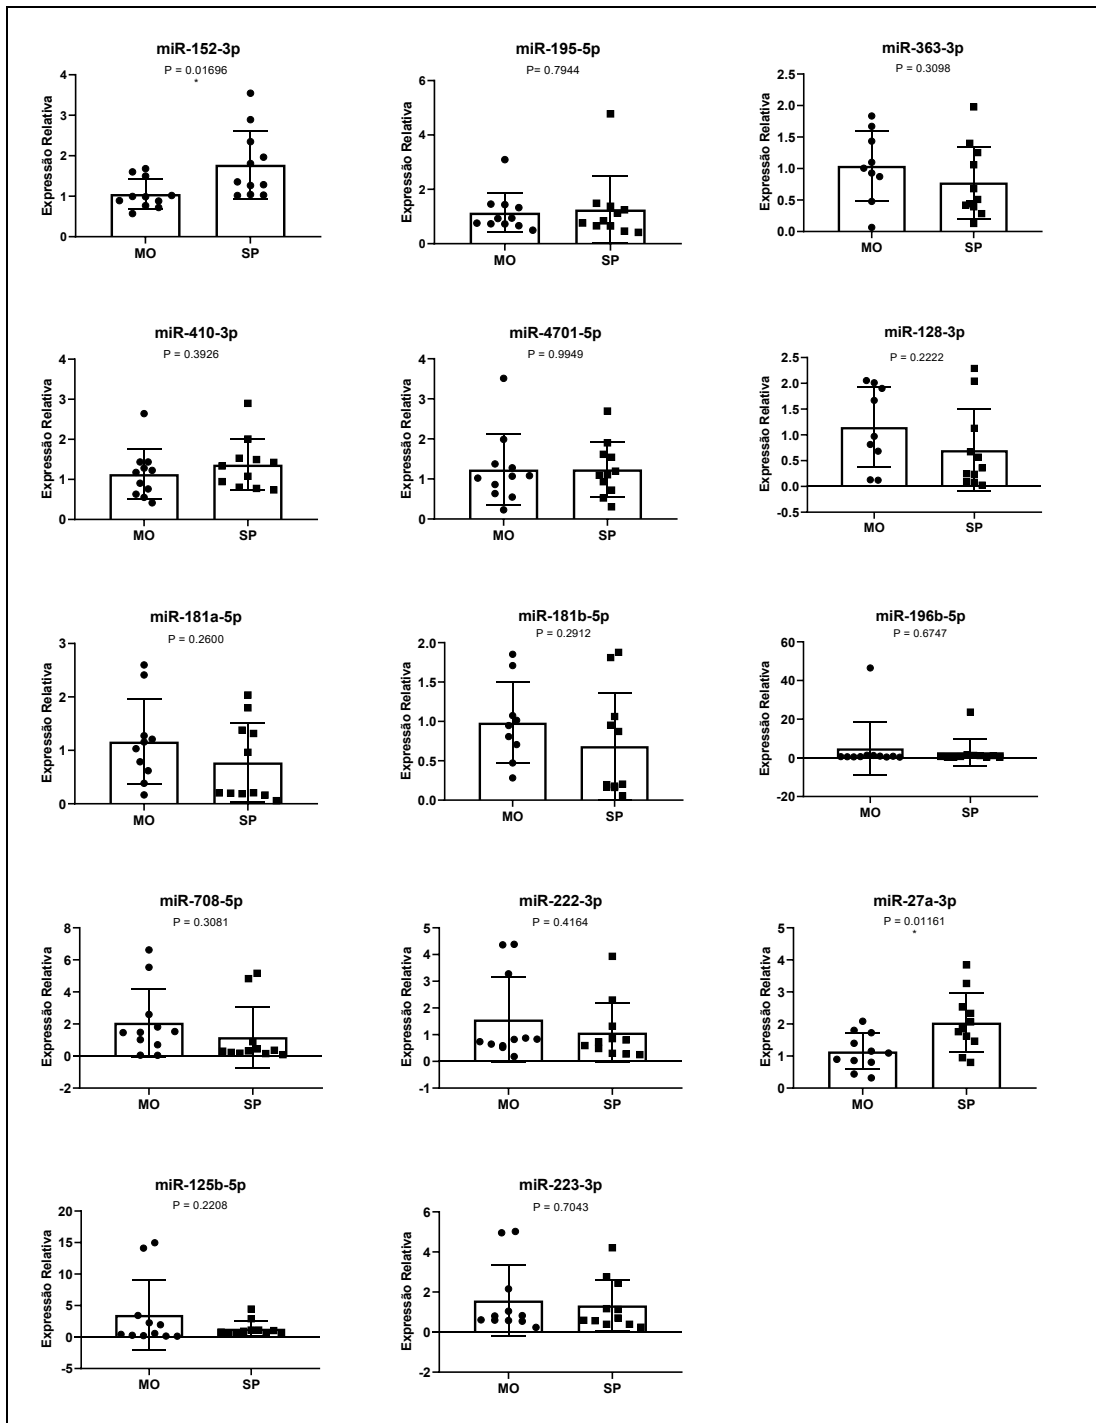 miR-152-3p
P = 0.01696
*
Expressão Relativa
4
3
2
1
0
MO SP
miR-195-5p
P= 0.7944
Expressão Relativa
6
4
2
0
MO SP
miR-363-3p
P = 0.3098
Expressão Relativa
2.5
2.0
1.5
1.0
0.5
0.0
MO SP
miR-410-3p
P = 0.3926
Expressão Relativa
4
3
2
1
0
MO SP
miR-4701-5p
P = 0.9949
Expressão Relativa
4
3
2
1
0
MO SP
miR-128-3p
P = 0.2222
Expressão Relativa
2.5
2.0
1.5
1.0
0.5
0.0
-0.5
MO SP
miR-181a-5p
P = 0.2600
Expressão Relativa
3
2
1
0
MO SP
miR-181b-5p
P = 0.2912
Expressão Relativa
2.0
1.5
1.0
0.5
0.0
MO SP
miR-196b-5p
P = 0.6747
Expressão Relativa
60
40
20
0
-20
MO SP
miR-708-5p
P = 0.3081
Expressão Relativa
8
6
4
2
0
-2
MO SP
miR-222-3p
P = 0.4164
Expressão Relativa
5
4
3
2
1
0
-1
MO SP
miR-27a-3p
P = 0.01161
*
Expressão Relativa
5
4
3
2
1
0
MO SP
miR-125b-5p
P = 0.2208
Expressão Relativa
20
15
10
5
0
-5
MO SP
miR-223-3p
P = 0.7043
Expressão Relativa
6
4
2
0
-2
MO SP